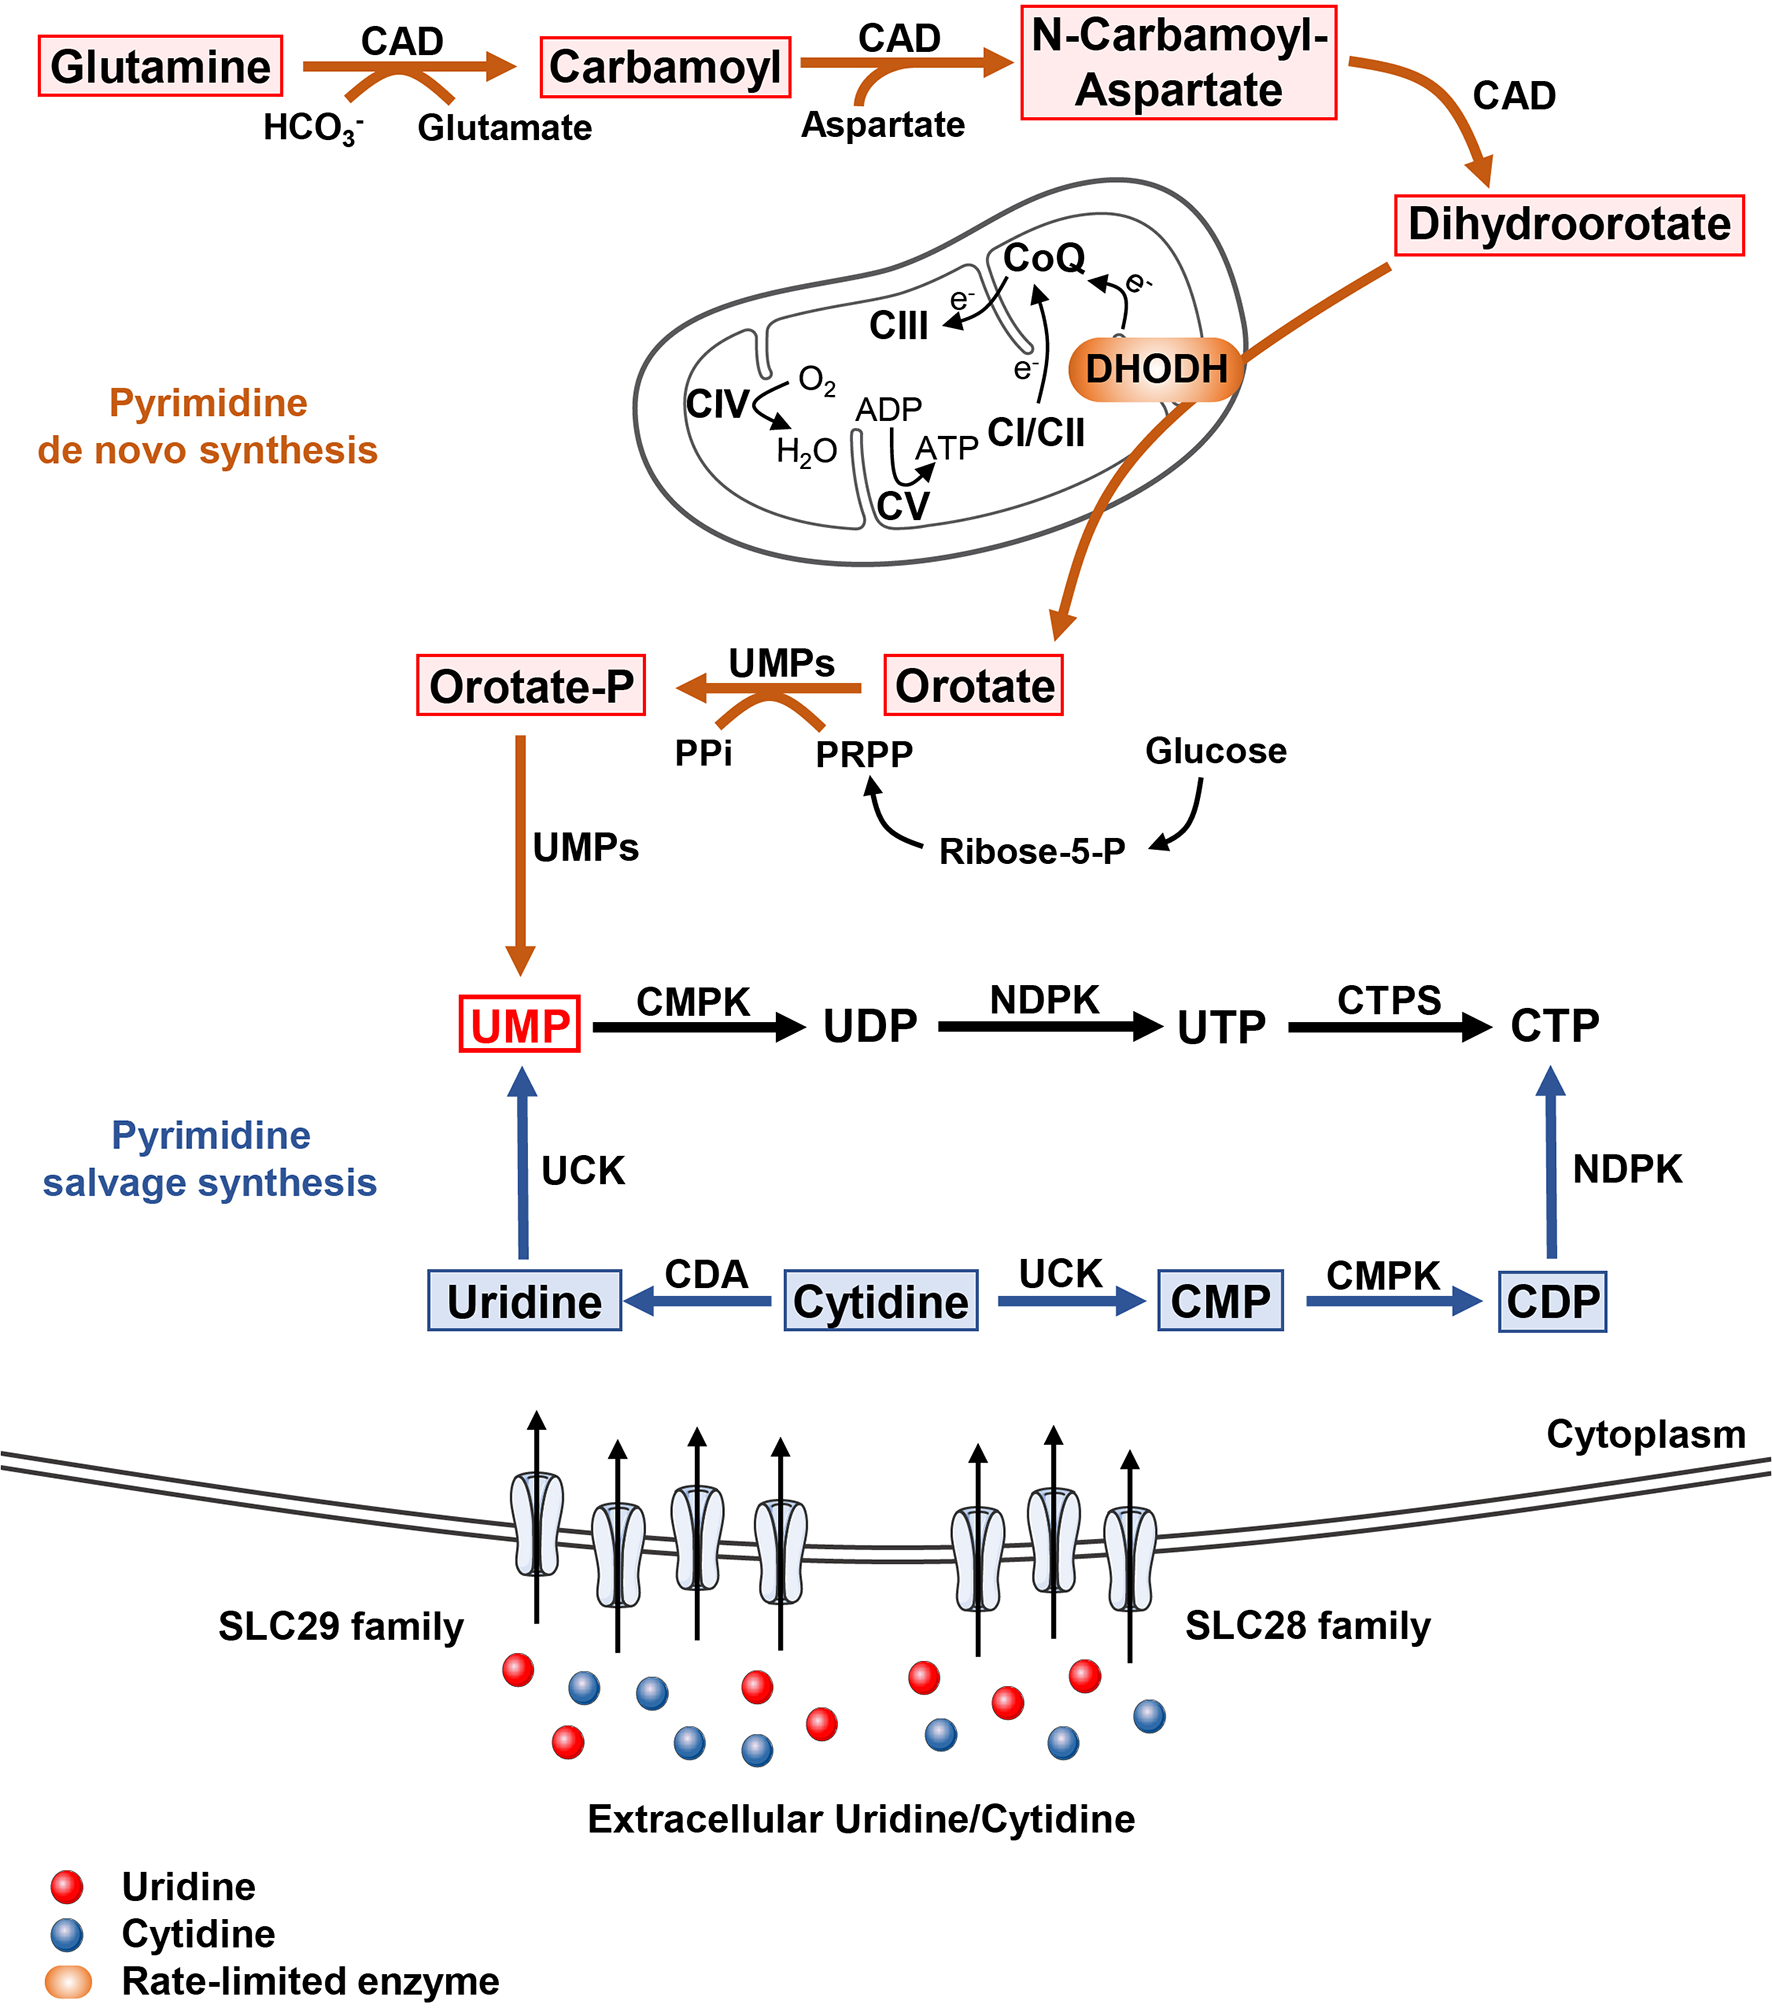 Glutamine
CAD
HCO3-
Glutamate
Carbamoyl
CAD
Aspartate
N-Carbamoyl-
Aspartate
CAD
Dihydroorotate
CoQ
e-
e-
CIII
DHODH
e-
O2
CIV
ADP
CI/CII
H2O
ATP
CV
Pyrimidine
de novo synthesis
Orotate-P
UMPs
Orotate
PPi
PRPP
Glucose
Ribose-5-P
UMPs
UMP
CMPK
UDP
NDPK
UTP
CTPS
CTP
Pyrimidine
salvage synthesis
UCK
NDPK
Uridine
CDA
Cytidine
UCK
CMP
CMPK
CDP
Cytoplasm
SLC29 family
SLC28 family
Extracellular Uridine/Cytidine
Uridine
Cytidine
Rate-limited enzyme